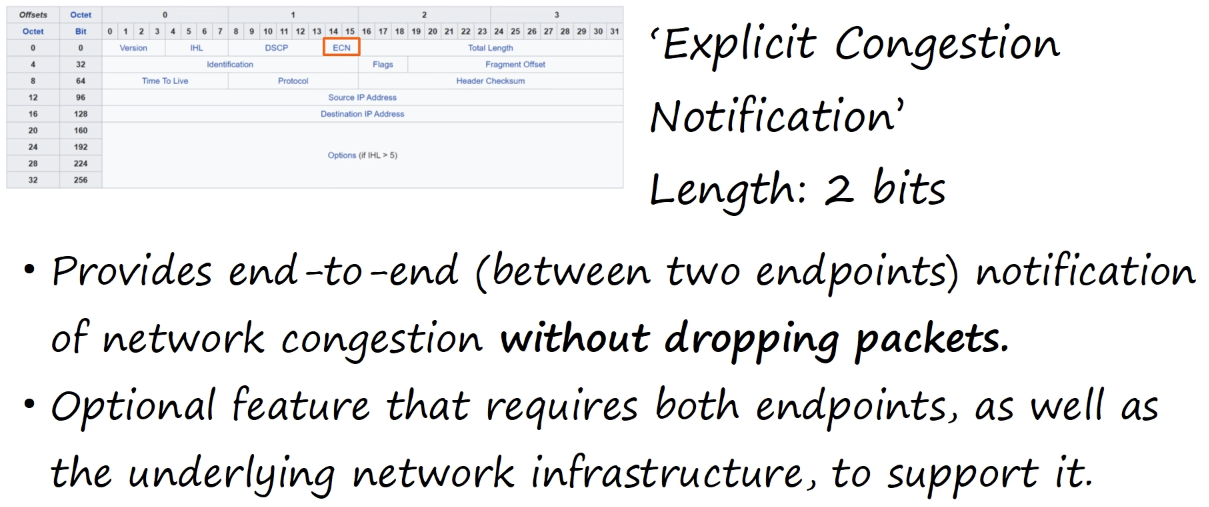 Offsets Octet 0 1 2 3
Octet Bit 0 1 2 3 4 5 6 7 8 9 10 11 12 13 14 15 16 17 18 19 20 21 22 23 24 25 26 27 28 29 30 31
0 0 Version IHL DSCP ECN Total Length
4 32 Identification Flags Fragment Offset
8 64 Time To Live Protocol Header Checksum
12 96 Source IP Address
16 128 Destination IP Address
20 160
24 192
Options (if IHL > 5)
28 224
32 256
‘Explicit Congestion
Notification’
Length: 2 bits
• Provides end-to-end (between two endpoints) notification
of network congestion without dropping packets.
• Optional feature that requires both endpoints, as well as
the underlying network infrastructure, to support it.